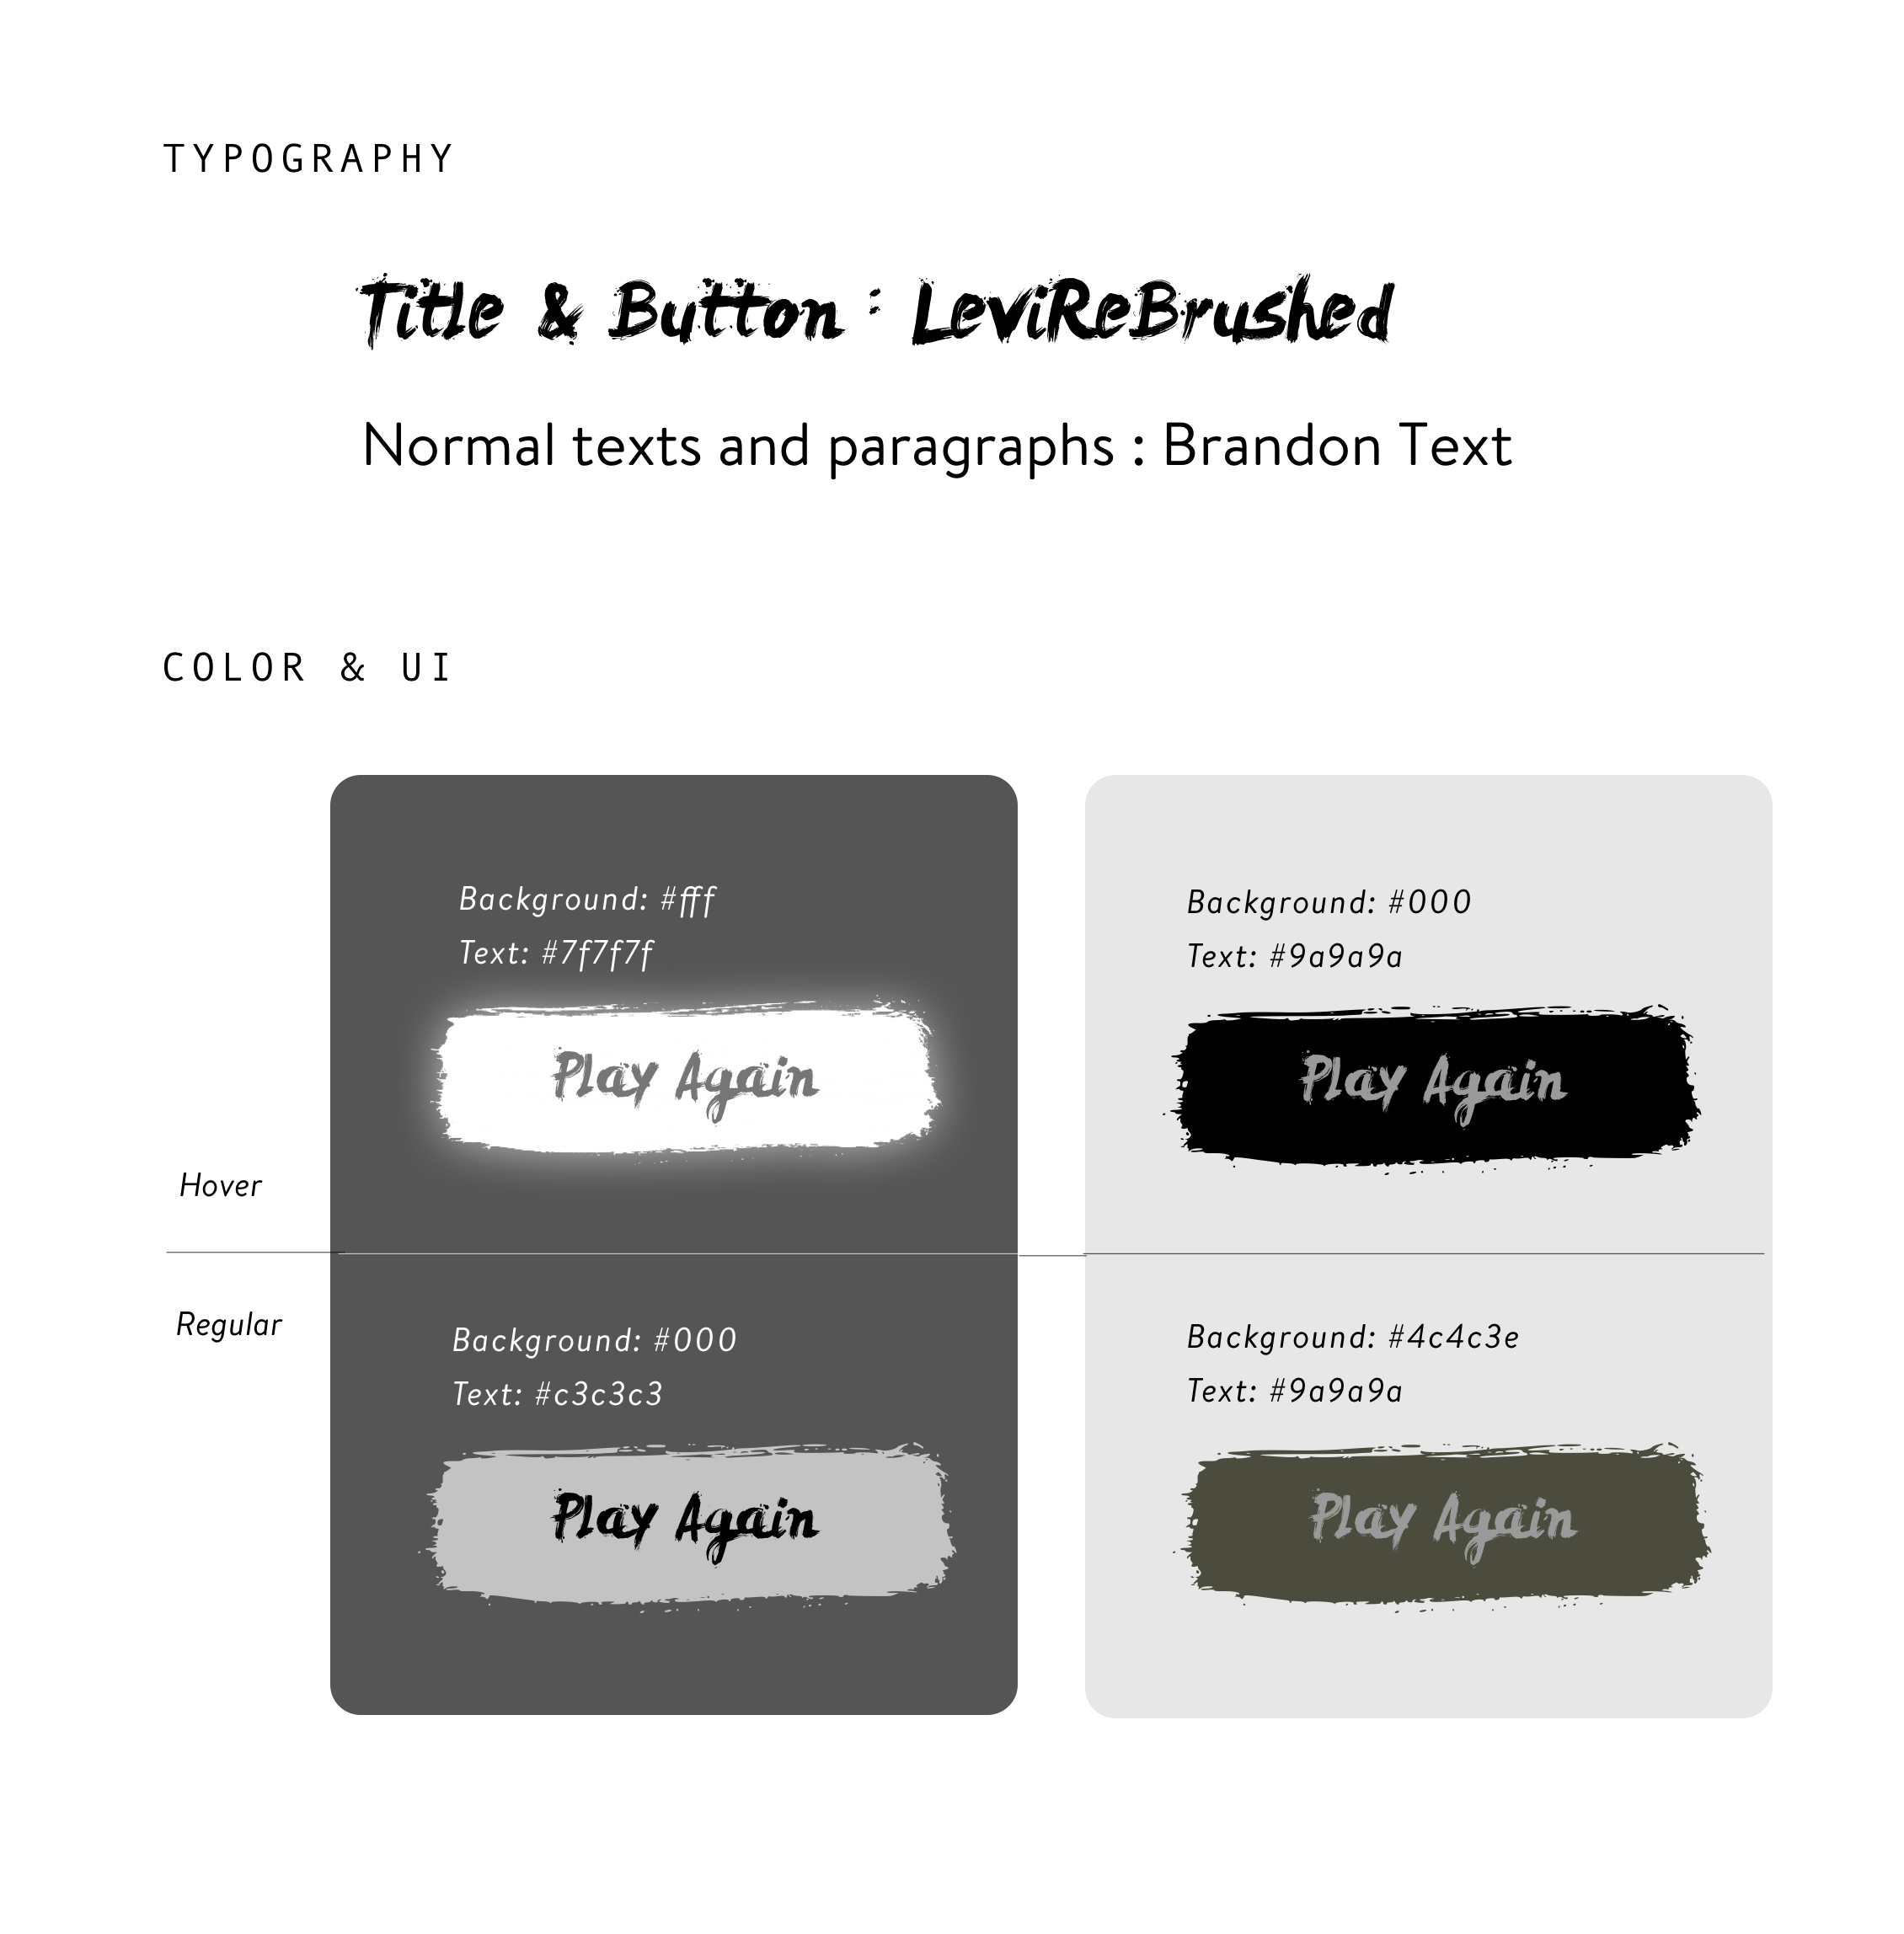 TYPOGRAPHY
Title & Button : LeviReBrushed
Normal texts and paragraphs : Brandon Text
COLOR & UI
Background: #fff
Text: #7f7f7f
Play Again
Background: #000
Text: #9a9a9a
Play Again
Hover
Regular
Background: #000
Text: #c3c3c3
Play Again
Background: #4c4c3e
Text: #9a9a9a
Play Again